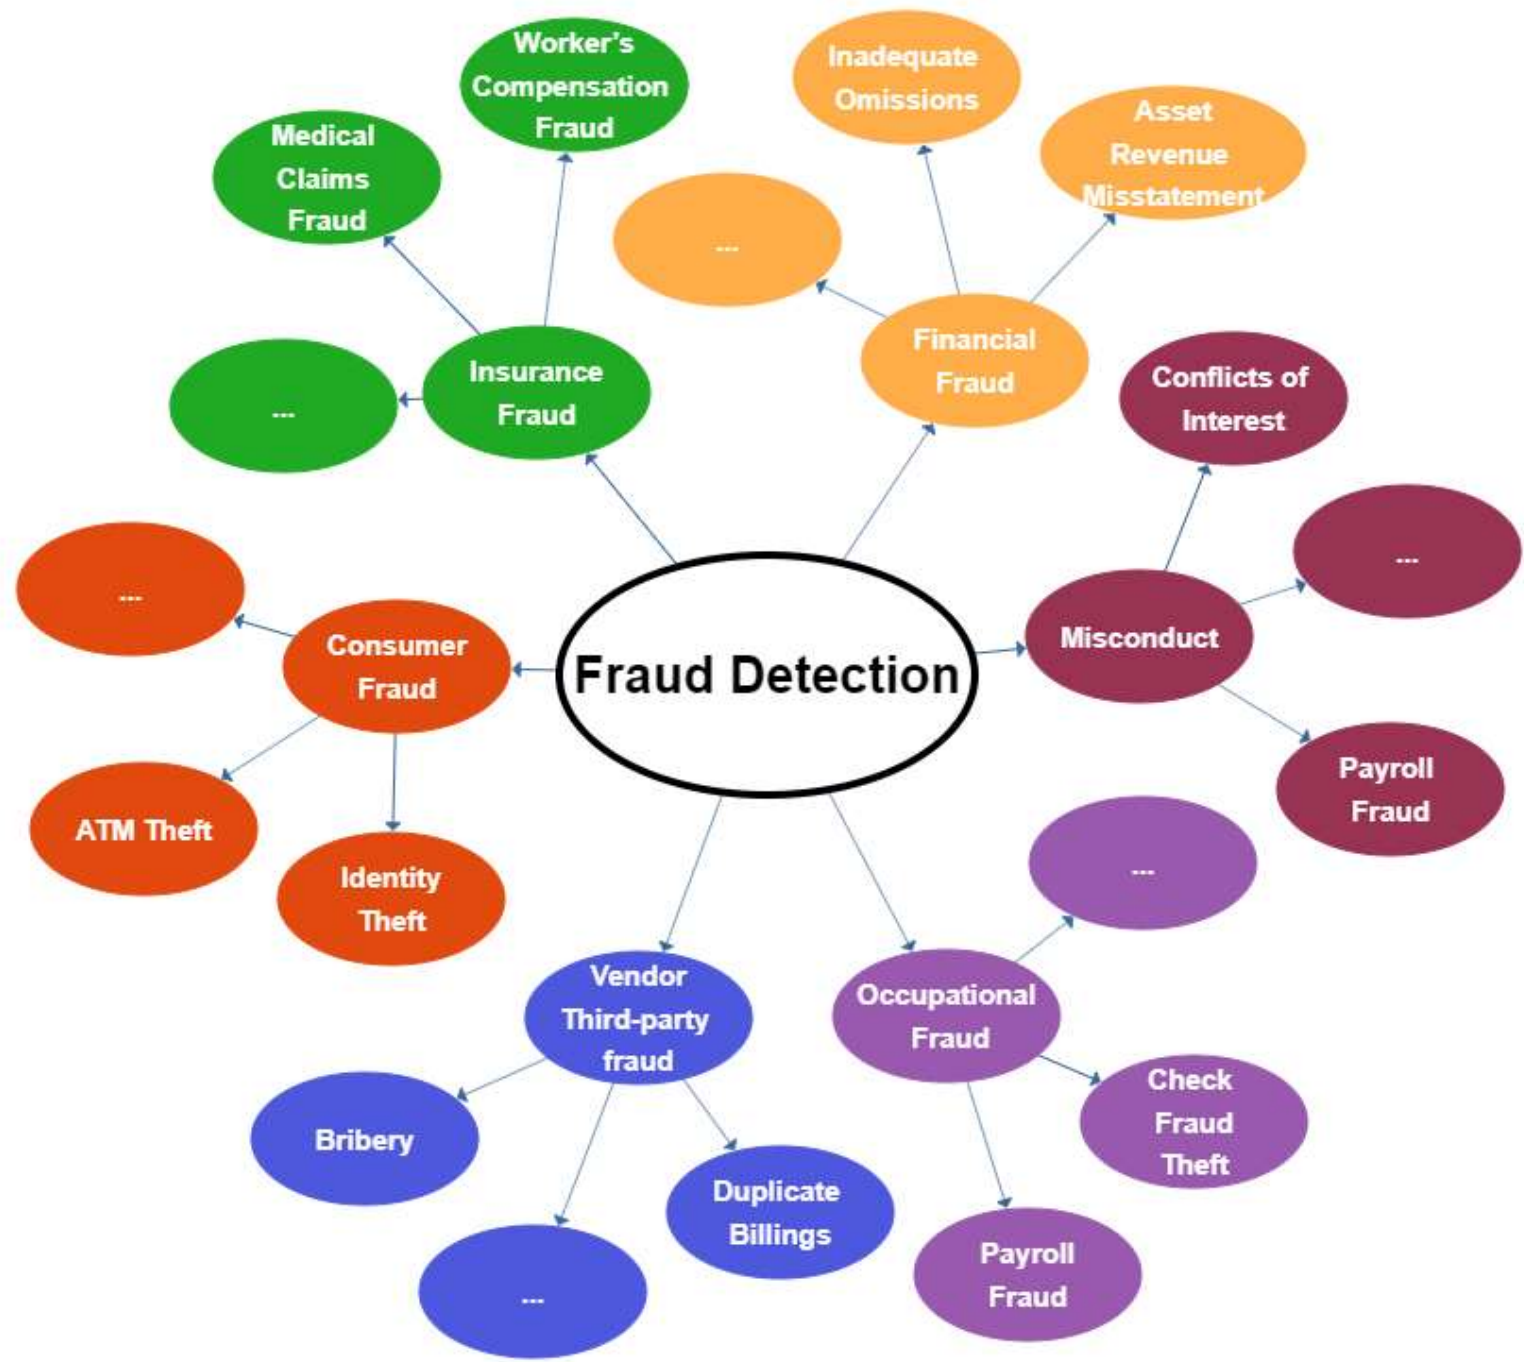 Worker's
Compensation
Fraud
Inadequate
Omissions
Asset
Revenue
Misstatement
Medical
Claims
Fraud
...
Financial
Fraud
Insurance
Fraud
...
Conflicts of
Interest
...
...
Consumer
Fraud
Fraud Detection
Misconduct
Payroll
Fraud
ATM Theft
Identity
Theft
...
Vendor
Third-party
fraud
Occupational
Fraud
Bribery
Check
Fraud
Theft
Duplicate
Billings
...
Payroll
Fraud